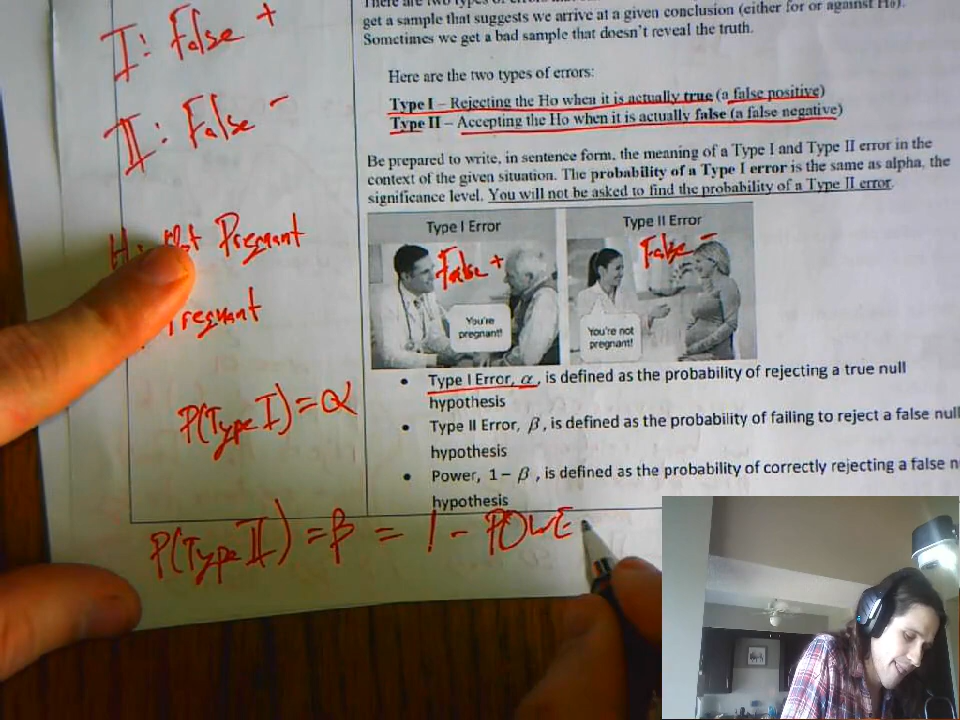 I: False +
II: False −
Pregnant
Pregnant
P(Type I) = α
P(Type II) = β = 1 - POWE
get a sample that suggests we arrive at a given conclusion (either for or against Ho).
Sometimes we get a bad sample that doesn't reveal the truth.
Here are the two types of errors:
Type I – Rejecting the Ho when it is actually true (a false positive)
Type II – Accepting the Ho when it is actually false (a false negative)
Be prepared to write, in sentence form, the meaning of a Type I and Type II error in the
context of the given situation. The probability of a Type I error is the same as alpha, the
significance level. You will not be asked to find the probability of a Type II error.
Type I Error
False +
You're
pregnant!
Type II Error
False −
You're not
pregnant!
• Type I Error, α, is defined as the probability of rejecting a true null
hypothesis
• Type II Error, β, is defined as the probability of failing to reject a false null
hypothesis
• Power, 1 − β, is defined as the probability of correctly rejecting a false n
hypothesis